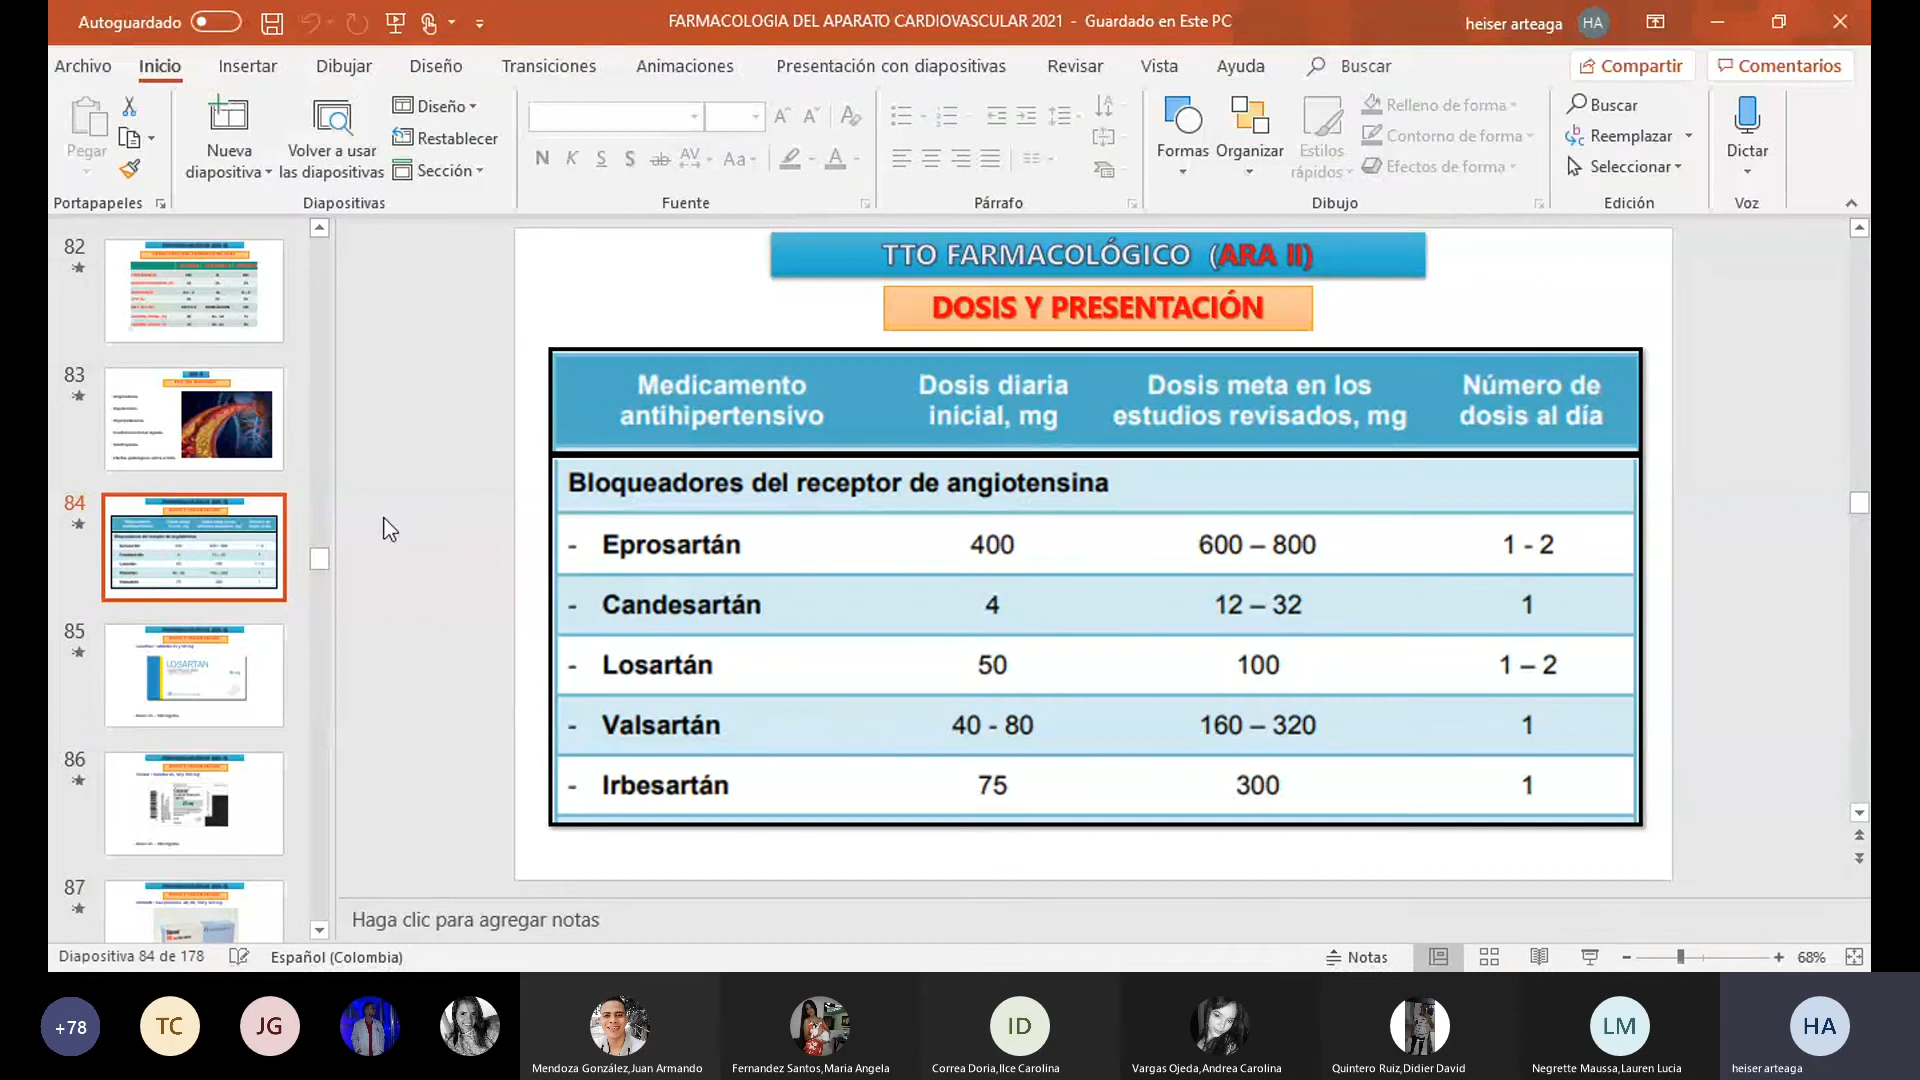 Autoguardado
FARMACOLOGIA DEL APARATO CARDIOVASCULAR 2021 - Guardado en Este PC
heiser arteaga HA
Archivo Inicio Insertar Dibujar Diseño Transiciones Animaciones Presentación con diapositivas Revisar Vista Ayuda Buscar Compartir Comentarios
Pegar
Portapapeles
Nueva
diapositiva
Volver a usar
las diapositivas
Diseño
Restablecer
Sección
Diapositivas
N K S S ab AV Aa A
Fuente
Párrafo
Formas
Organizar
Estilos
rápidos
Relleno de forma
Contorno de forma
Efectos de forma
Dibujo
Buscar
Reemplazar
Seleccionar
Edición
Dictar
Voz
82
83
84
85
LOSARTAN
86
87
TTO FARMACOLÓGICO (ARA II)
DOSIS Y PRESENTACIÓN
Medicamento antihipertensivo Dosis diaria inicial, mg Dosis meta en los estudios revisados, mg Número de dosis al día
Bloqueadores del receptor de angiotensina
- Eprosartán 400 600 – 800 1 - 2
- Candesartán 4 12 – 32 1
- Losartán 50 100 1 – 2
- Valsartán 40 - 80 160 – 320 1
- Irbesartán 75 300 1
Haga clic para agregar notas
Diapositiva 84 de 178 Español (Colombia) Notas 68%
+78 TC JG ID LM HA
Mendoza González,Juan Armando Fernandez Santos,Maria Angela Correa Doria,Ilce Carolina Vargas Ojeda,Andrea Carolina Quintero Ruiz,Didier David Negrette Maussa,Lauren Lucia heiser arteaga